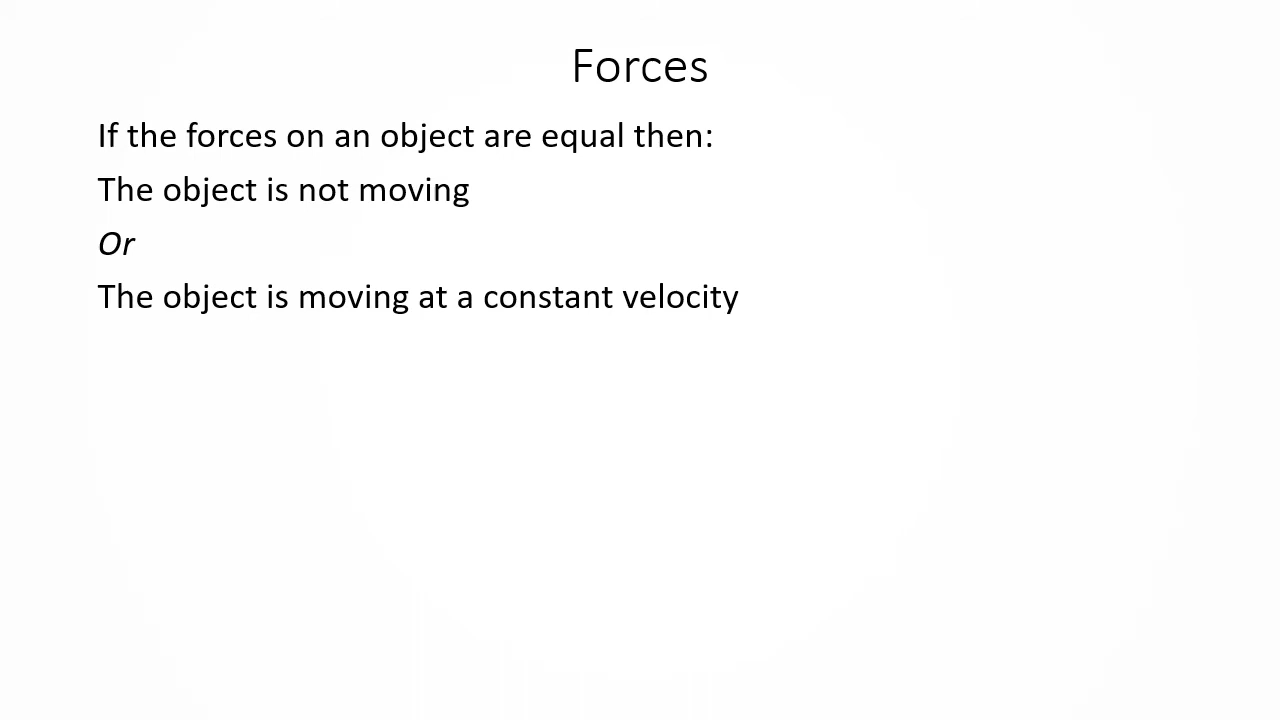 Forces
If the forces on an object are equal then:
The object is not moving
Or
The object is moving at a constant velocity